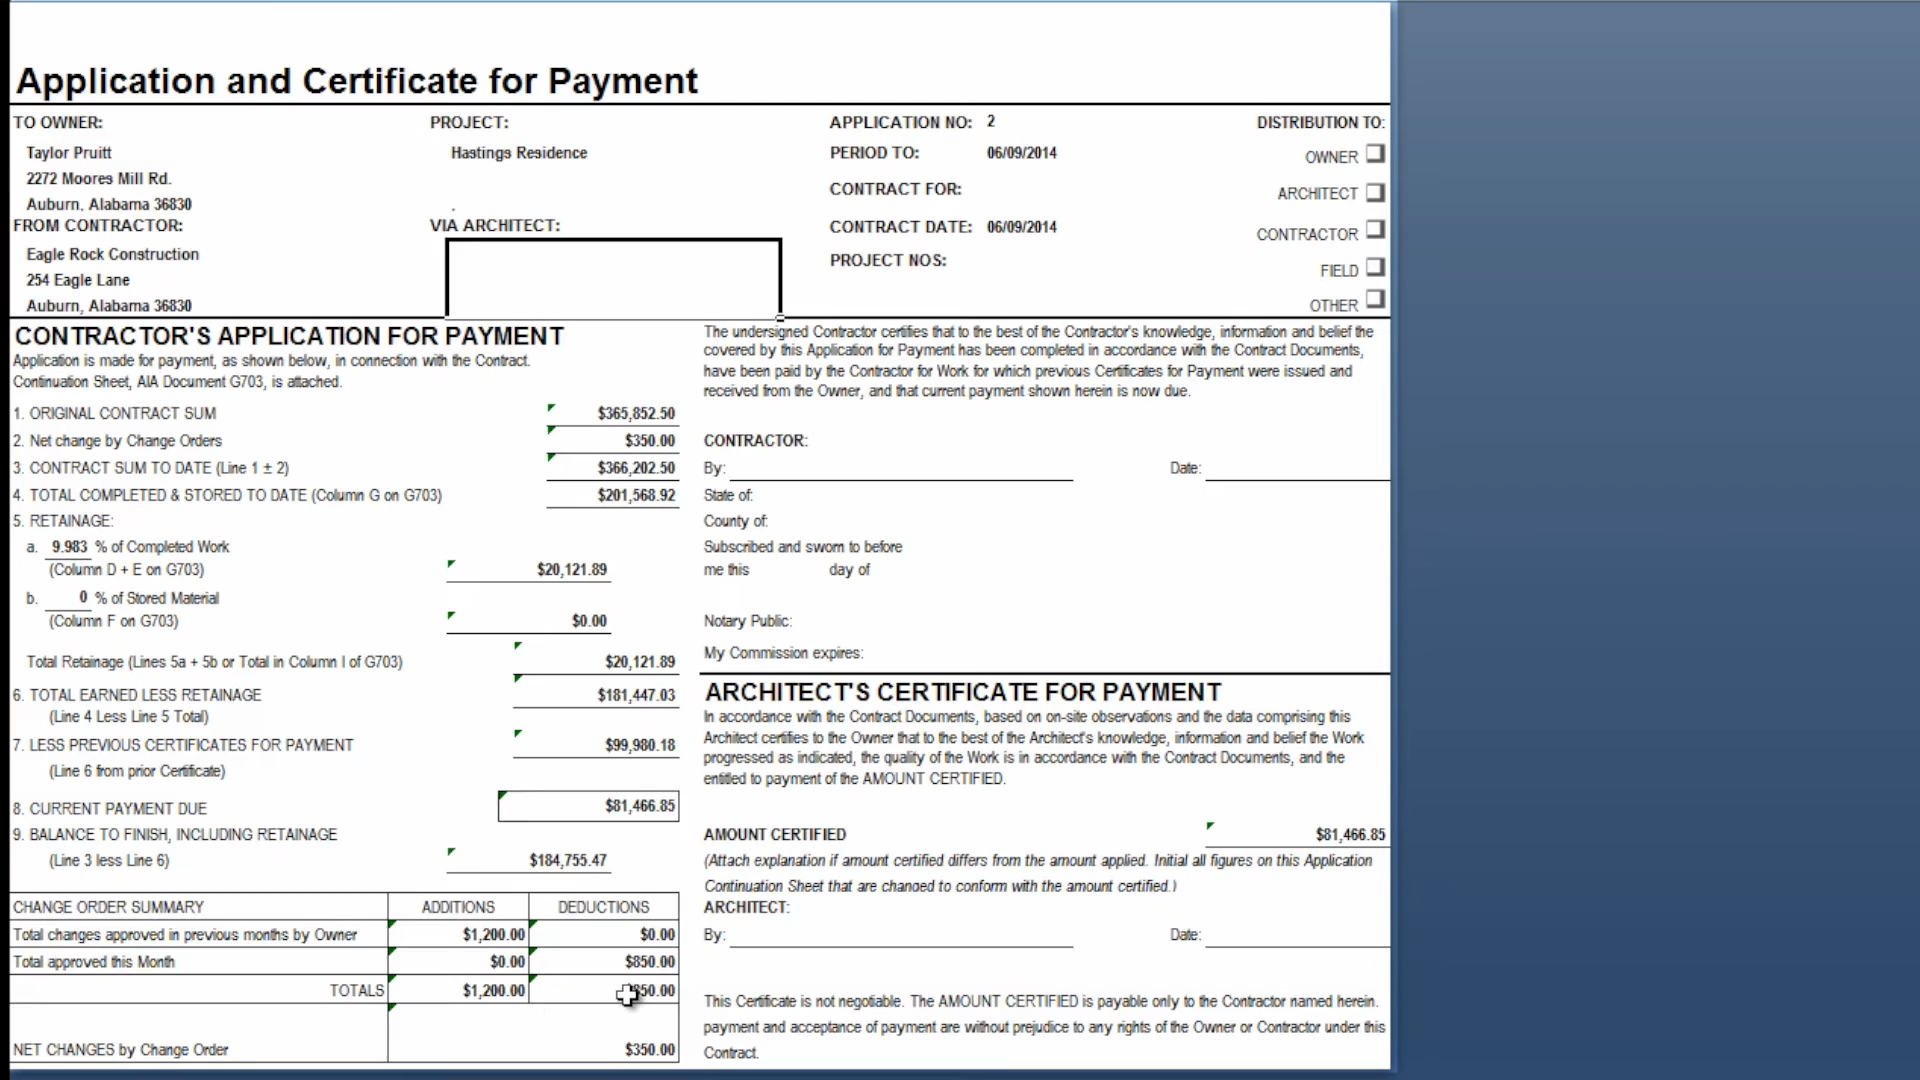 Application and Certificate for Payment
TO OWNER:
Taylor Pruitt
2272 Moores Mill Rd.
Auburn, Alabama 36830
PROJECT:
Hastings Residence
APPLICATION NO: 2
PERIOD TO: 06/09/2014
CONTRACT FOR:
CONTRACT DATE: 06/09/2014
PROJECT NOS:
DISTRIBUTION TO:
OWNER
ARCHITECT
CONTRACTOR
FIELD
OTHER
FROM CONTRACTOR:
Eagle Rock Construction
254 Eagle Lane
Auburn, Alabama 36830
VIA ARCHITECT:
CONTRACTOR'S APPLICATION FOR PAYMENT
Application is made for payment, as shown below, in connection with the Contract.
Continuation Sheet, AIA Document G703, is attached.
1. ORIGINAL CONTRACT SUM $365,852.50
2. Net change by Change Orders $350.00
3. CONTRACT SUM TO DATE (Line 1 ± 2) $366,202.50
4. TOTAL COMPLETED & STORED TO DATE (Column G on G703) $201,568.92
5. RETAINAGE:
a. 9.983 % of Completed Work
(Column D + E on G703) $20,121.89
b. 0 % of Stored Material
(Column F on G703) $0.00
Total Retainage (Lines 5a + 5b or Total in Column I of G703) $20,121.89
6. TOTAL EARNED LESS RETAINAGE $181,447.03
(Line 4 Less Line 5 Total)
7. LESS PREVIOUS CERTIFICATES FOR PAYMENT $99,980.18
(Line 6 from prior Certificate)
8. CURRENT PAYMENT DUE $81,466.85
9. BALANCE TO FINISH, INCLUDING RETAINAGE
(Line 3 less Line 6) $184,755.47
CHANGE ORDER SUMMARY ADDITIONS DEDUCTIONS
Total changes approved in previous months by Owner $1,200.00 $0.00
Total approved this Month $0.00 $850.00
TOTALS $1,200.00 50.00
NET CHANGES by Change Order $350.00
The undersigned Contractor certifies that to the best of the Contractor's knowledge, information and belief the
covered by this Application for Payment has been completed in accordance with the Contract Documents,
have been paid by the Contractor for Work for which previous Certificates for Payment were issued and
received from the Owner, and that current payment shown herein is now due.
CONTRACTOR:
By: Date:
State of:
County of:
Subscribed and sworn to before
me this day of
Notary Public:
My Commission expires:
ARCHITECT'S CERTIFICATE FOR PAYMENT
In accordance with the Contract Documents, based on on-site observations and the data comprising this
Architect certifies to the Owner that to the best of the Architect's knowledge, information and belief the Work
progressed as indicated, the quality of the Work is in accordance with the Contract Documents, and the
entitled to payment of the AMOUNT CERTIFIED.
AMOUNT CERTIFIED $81,466.85
(Attach explanation if amount certified differs from the amount applied. Initial all figures on this Application
Continuation Sheet that are changed to conform with the amount certified.)
ARCHITECT:
By: Date:
This Certificate is not negotiable. The AMOUNT CERTIFIED is payable only to the Contractor named herein.
payment and acceptance of payment are without prejudice to any rights of the Owner or Contractor under this
Contract.